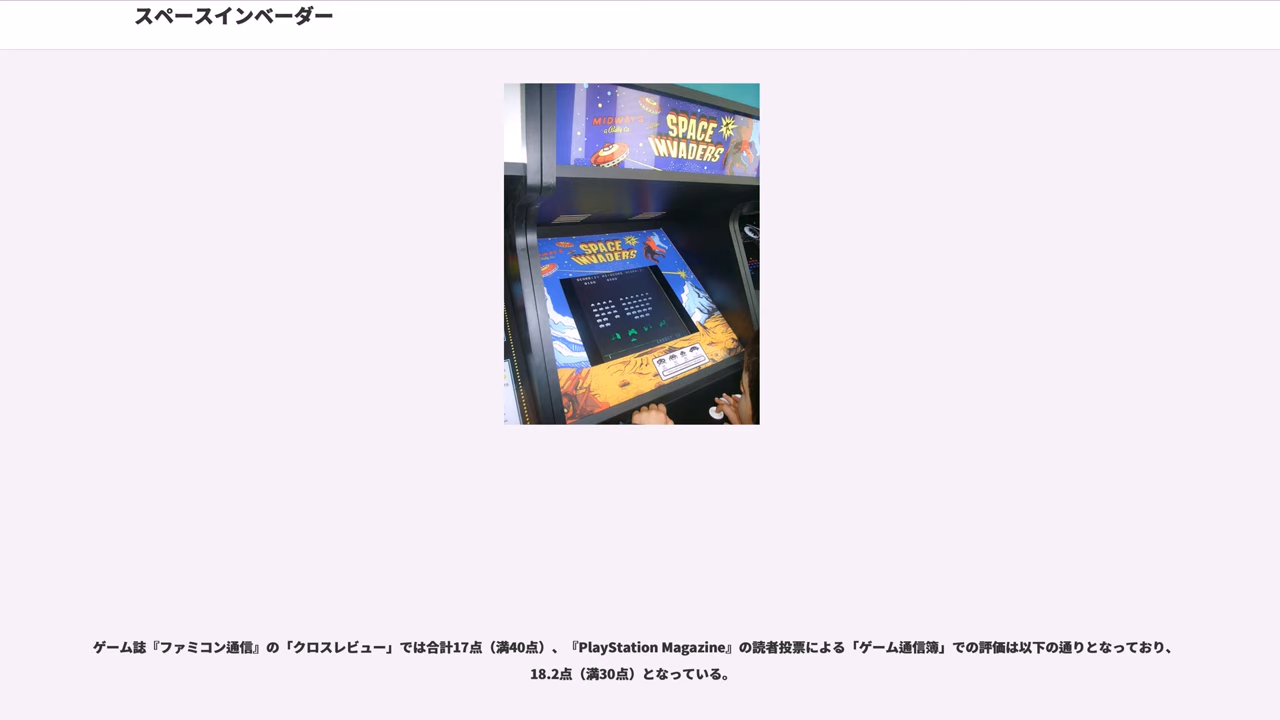 スペースインベーダー
MIDWAY'S
SPACE
INVADERS
SPACE
INVADERS
ゲーム誌『ファミコン通信』の「クロスレビュー」では合計17点（満40点）、『PlayStation Magazine』の読者投票による「ゲーム通信簿」での評価は以下の通りとなっており、
18.2点（満30点）となっている。